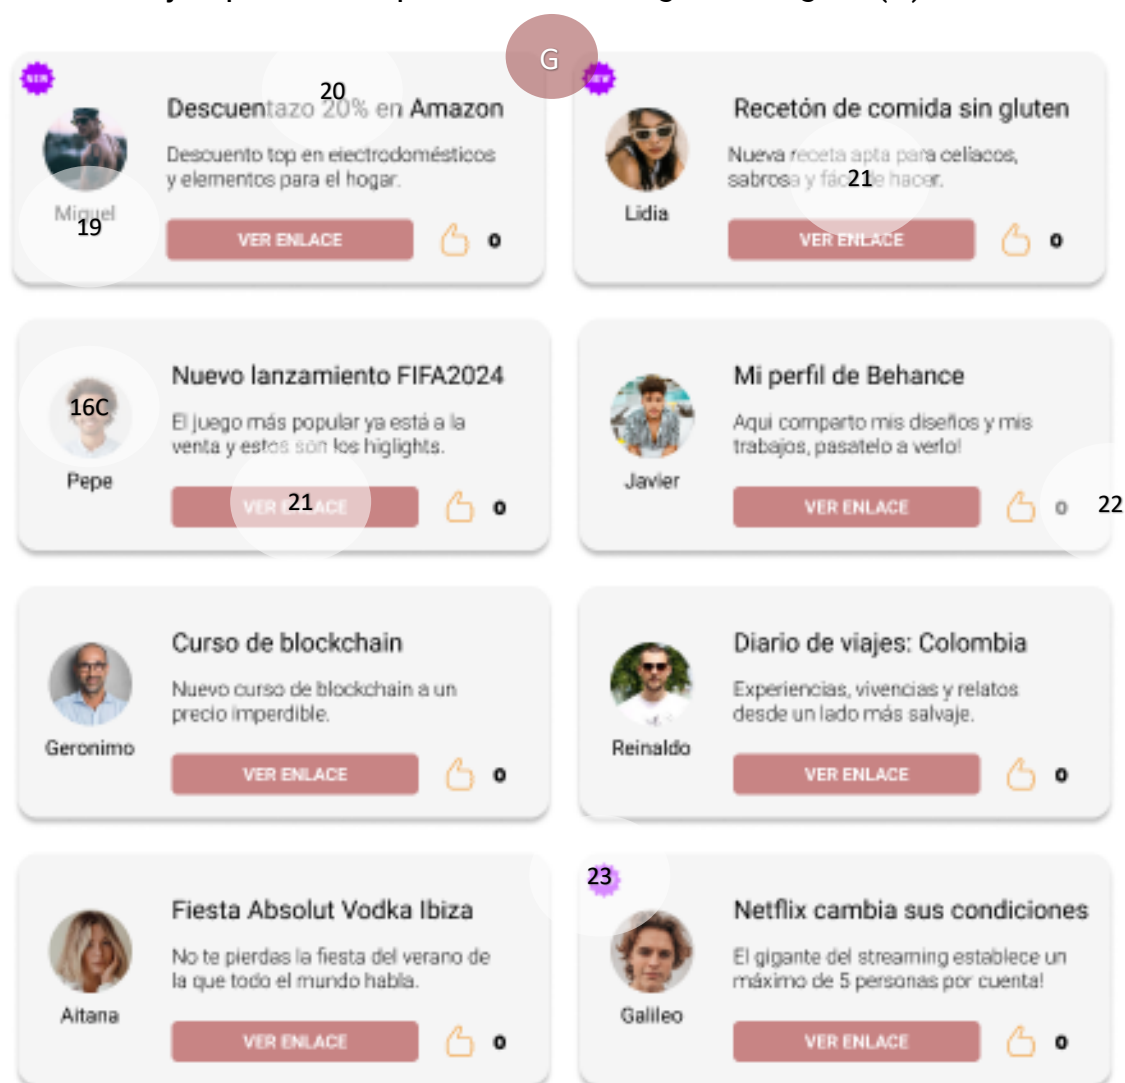 G
NEW
20
Descuentazo 20% en Amazon
Descuento top en electrodomésticos
y elementos para el hogar.
Miguel
19
VER ENLACE
0
NEW
Recetón de comida sin gluten
Nueva receta apta para celíacos,
sabrosa y fácil de hacer.
21
Lidia
VER ENLACE
0
16C
Pepe
Nuevo lanzamiento FIFA2024
El juego más popular ya está a la
venta y estos son los higlights.
VER ENLACE
21
0
Mi perfil de Behance
Aqui comparto mis diseños y mis
trabajos, pasatelo a verlo!
Javier
VER ENLACE
0
22
Curso de blockchain
Nuevo curso de blockchain a un
precio imperdible.
Geronimo
VER ENLACE
0
Diario de viajes: Colombia
Experiencias, vivencias y relatos
desde un lado más salvaje.
Reinaldo
VER ENLACE
0
Fiesta Absolut Vodka Ibiza
No te pierdas la fiesta del verano de
la que todo el mundo habla.
Aitana
VER ENLACE
0
23
Netflix cambia sus condiciones
El gigante del streaming establece un
máximo de 5 personas por cuenta!
Galileo
VER ENLACE
0